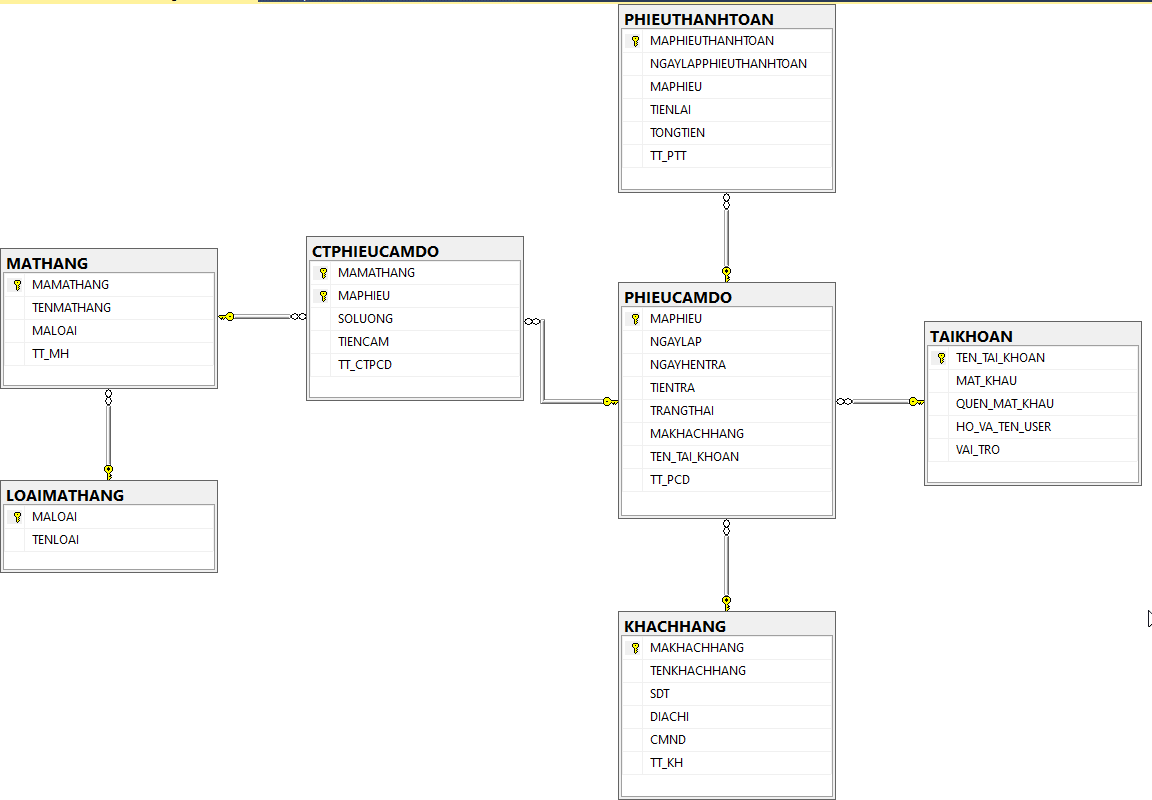 PHIEUTHANHTOAN
MAPHIEUTHANHTOAN
NGAYLAPPHIEUTHANHTOAN
MAPHIEU
TIENLAI
TONGTIEN
TT_PTT
MATHANG
MAMATHANG
TENMATHANG
MALOAI
TT_MH
CTPHIEUCAMDO
MAMATHANG
MAPHIEU
SOLUONG
TIENCAM
TT_CTPCD
PHIEUCAMDO
MAPHIEU
NGAYLAP
NGAYHENTRA
TIENTRA
TRANGTHAI
MAKHACHHANG
TEN_TAI_KHOAN
TT_PCD
TAIKHOAN
TEN_TAI_KHOAN
MAT_KHAU
QUEN_MAT_KHAU
HO_VA_TEN_USER
VAI_TRO
LOAIMATHANG
MALOAI
TENLOAI
KHACHHANG
MAKHACHHANG
TENKHACHHANG
SDT
DIACHI
CMND
TT_KH